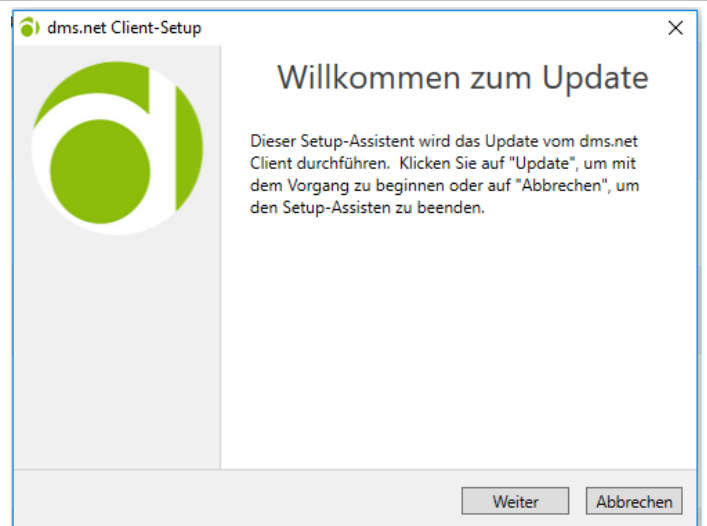 dms.net Client-Setup
Willkommen zum Update
Dieser Setup-Assistent wird das Update vom dms.net
Client durchführen. Klicken Sie auf "Update", um mit
dem Vorgang zu beginnen oder auf "Abbrechen", um
den Setup-Assisten zu beenden.
Weiter
Abbrechen